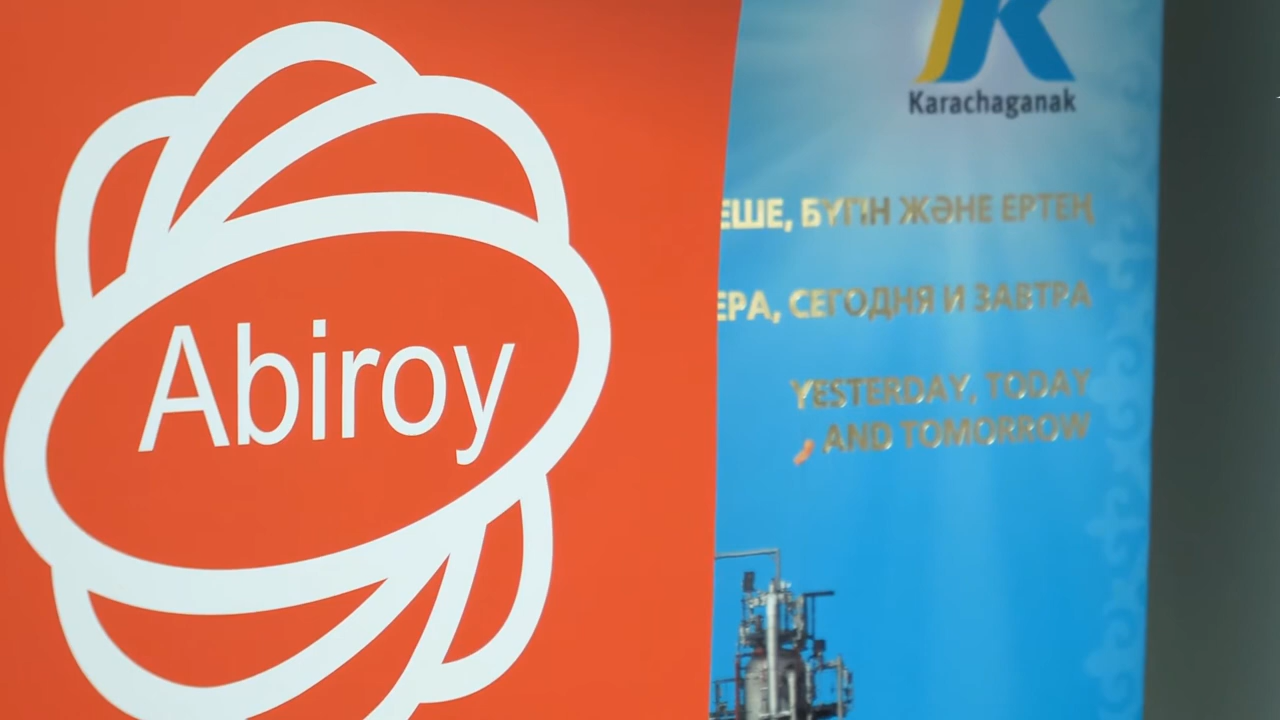 Abiroy
Karachaganak
ЕШЕ, БҮГІН ЖӘНЕ ЕРТЕҢ
ЕРА, СЕГОДНЯ И ЗАВТРА
YESTERDAY, TODAY
AND TOMORROW